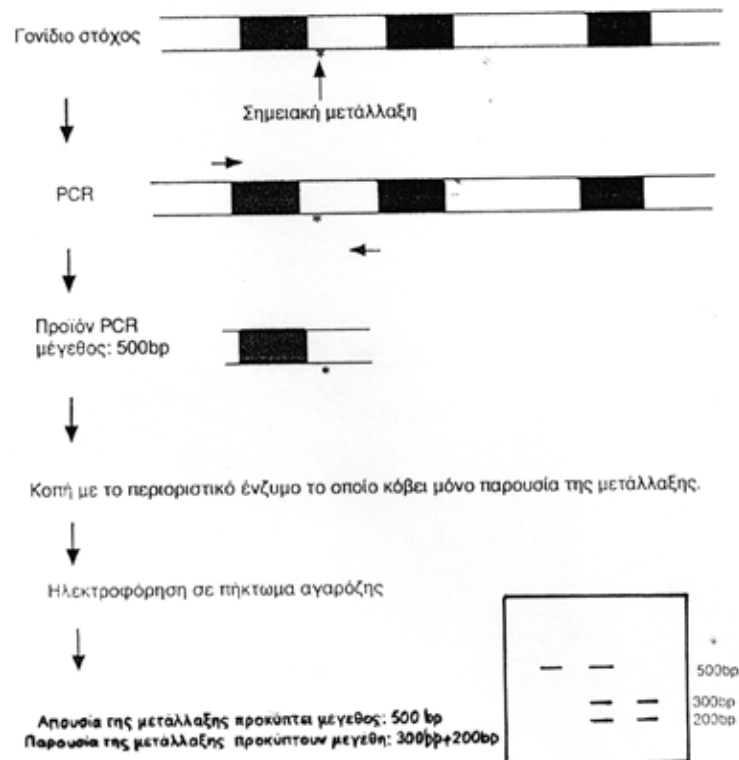 Γονίδιο στόχος
Σημειακή μετάλλαξη
PCR
Προϊόν PCR
μέγεθος: 500bp
Κοπή με το περιοριστικό ένζυμο το οποίο κόβει μόνο παρουσία της μετάλλαξης.
Ηλεκτροφόρηση σε πήκτωμα αγαρόζης
500bp
300bp
200bp
Απουσία της μετάλλαξης προκύπτει μεγεθος: 500 bp
Παρουσία της μετάλλαξης προκύπτουν μεγέθη: 300bp+200bp